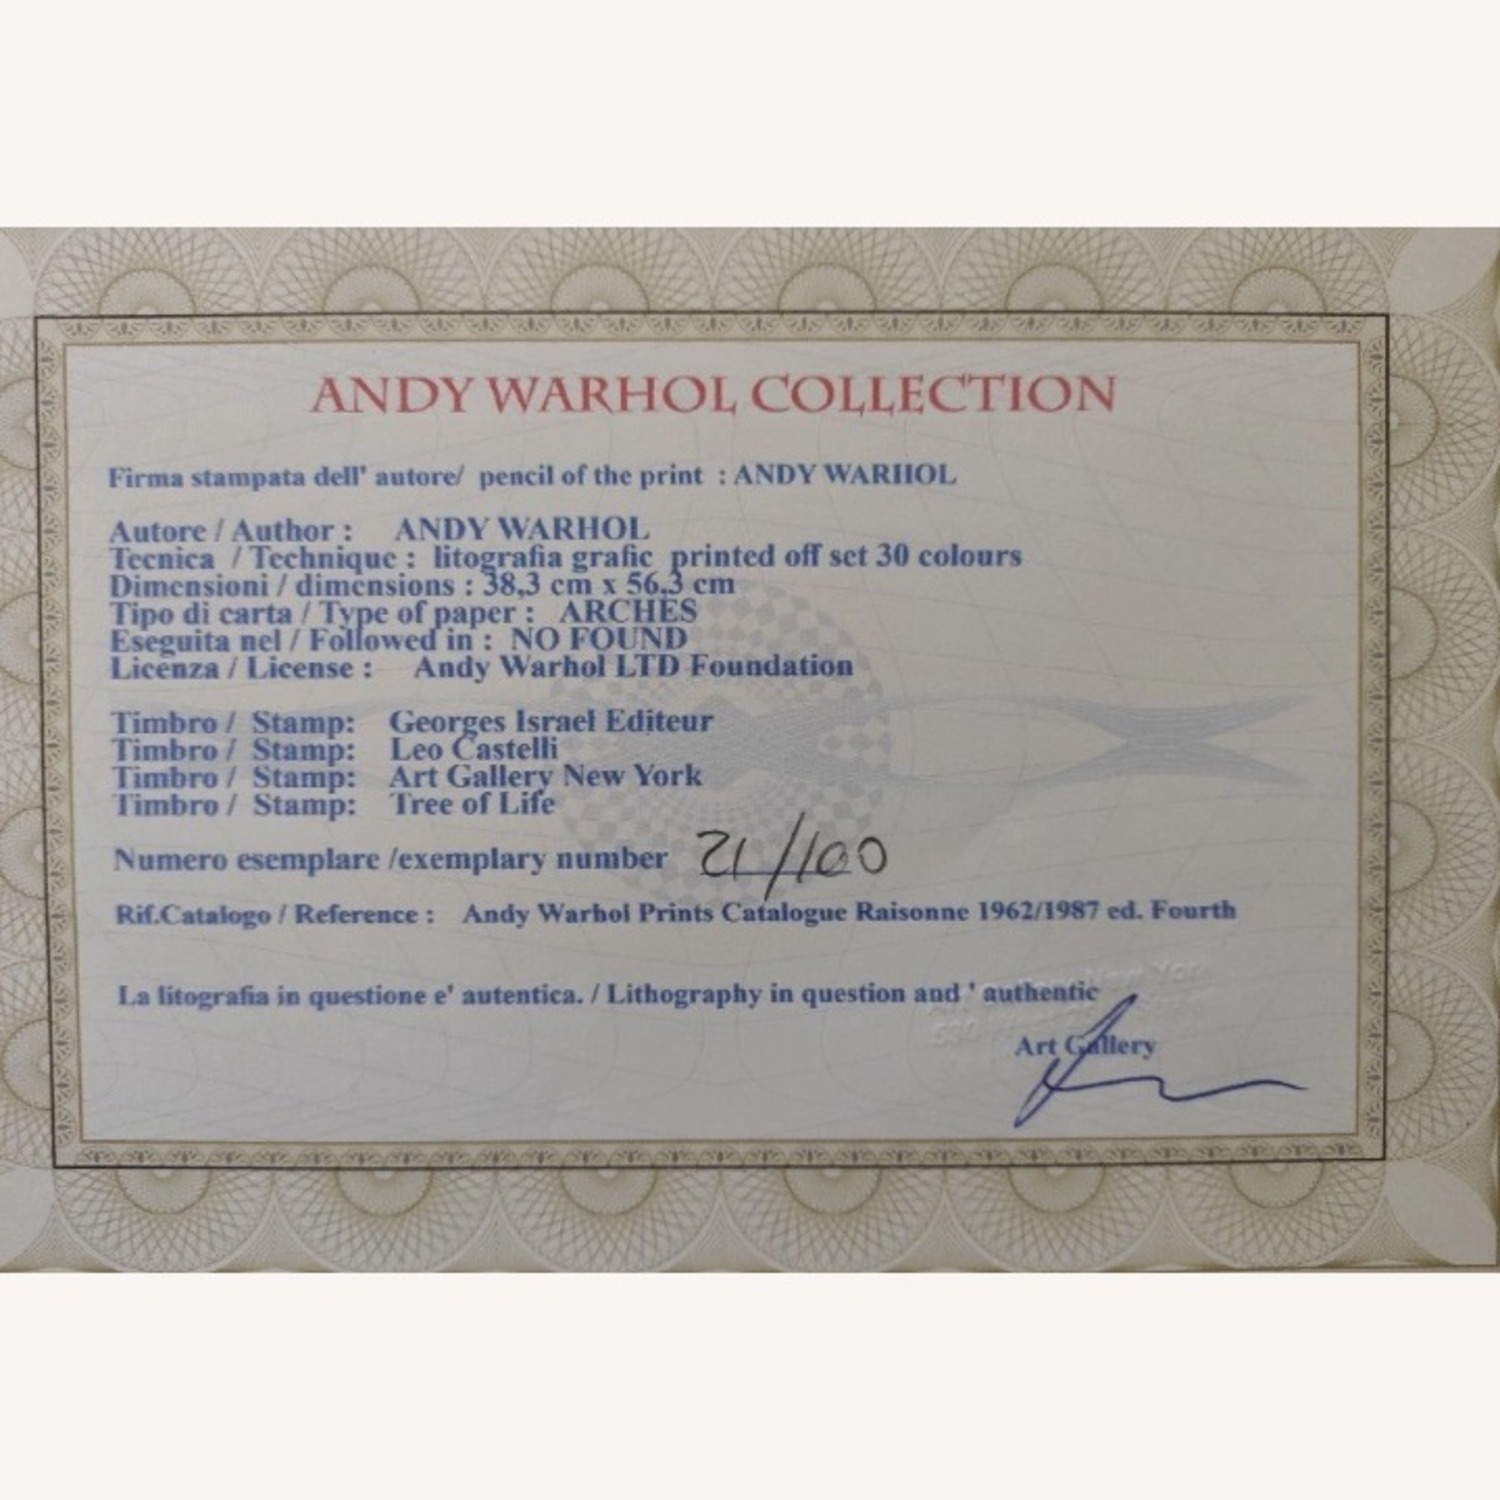 ANDY WARHOL COLLECTION
Firma stampata dell' autore/ pencil of the print : ANDY WARHOL
Autore / Author : ANDY WARHOL
Tecnica / Technique : litografia grafic printed off set 30 colours
Dimensioni / dimensions : 38,3 cm x 56,3 cm
Tipo di carta / Type of paper : ARCHES
Eseguita nel / Followed in : NO FOUND
Licenza / License : Andy Warhol LTD Foundation
Timbro / Stamp: Georges Israel Editeur
Timbro / Stamp: Leo Castelli
Timbro / Stamp: Art Gallery New York
Timbro / Stamp: Tree of Life
Numero esemplare /exemplary number 21/100
Rif.Catalogo / Reference : Andy Warhol Prints Catalogue Raisonne 1962/1987 ed. Fourth
La litografia in questione e' autentica. / Lithography in question and ' authentic
Art Gallery